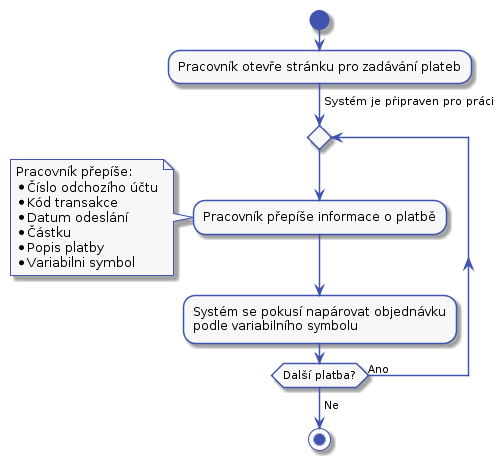 Pracovník otevře stránku pro zadávání plateb
Systém je připraven pro práci
Pracovník přepíše:
• Číslo odchozího účtu
• Kód transakce
• Datum odeslání
• Částku
• Popis platby
• Variabilni symbol
Pracovník přepíše informace o platbě
Systém se pokusí napárovat objednávku
podle variabilního symbolu
Další platba?
Ano
Ne